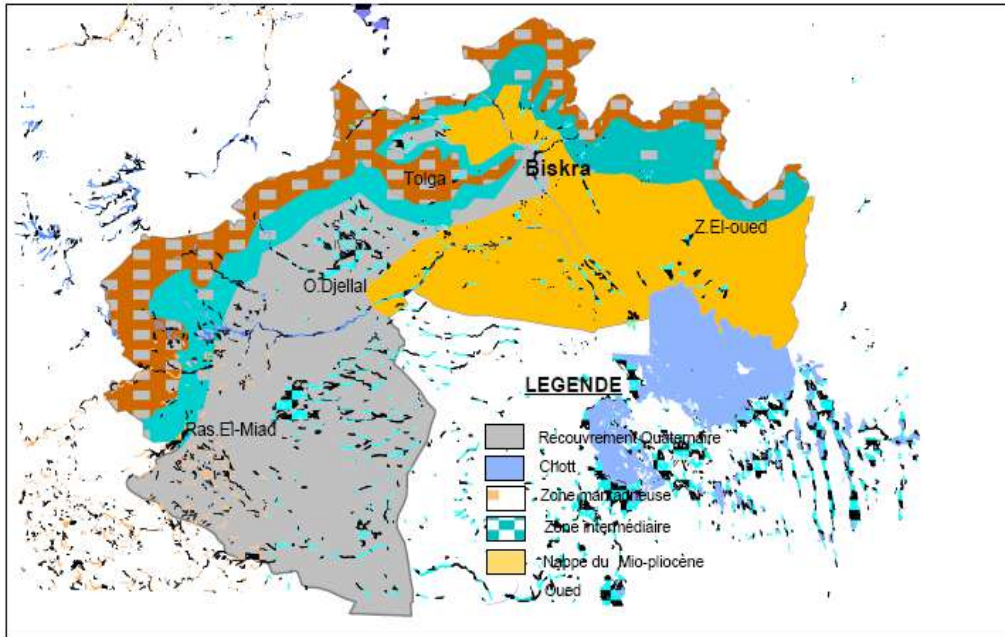 Biskra
Tolga
Z.El-oued
O.Djellal
Ras.El-Miad
LEGENDE
Recouvrement Quaternaire
Chott
Zone montagneuse
Zone intermédiaire
Nappe du Mio-pliocène
Oued